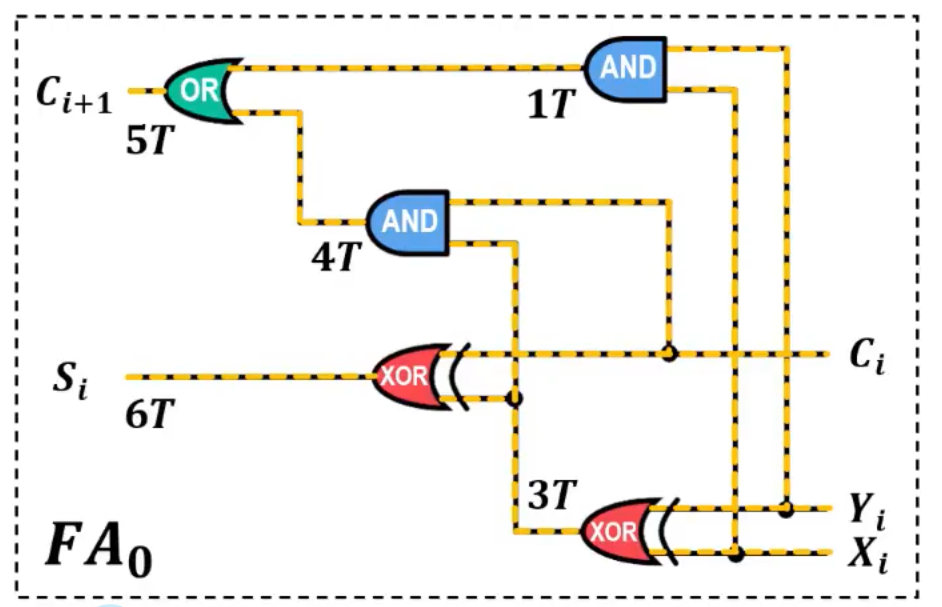 AND
OR
C_{i+1}
1T
5T
AND
4T
C_i
XOR
S_i
6T
3T
Y_i
XOR
X_i
FA_0